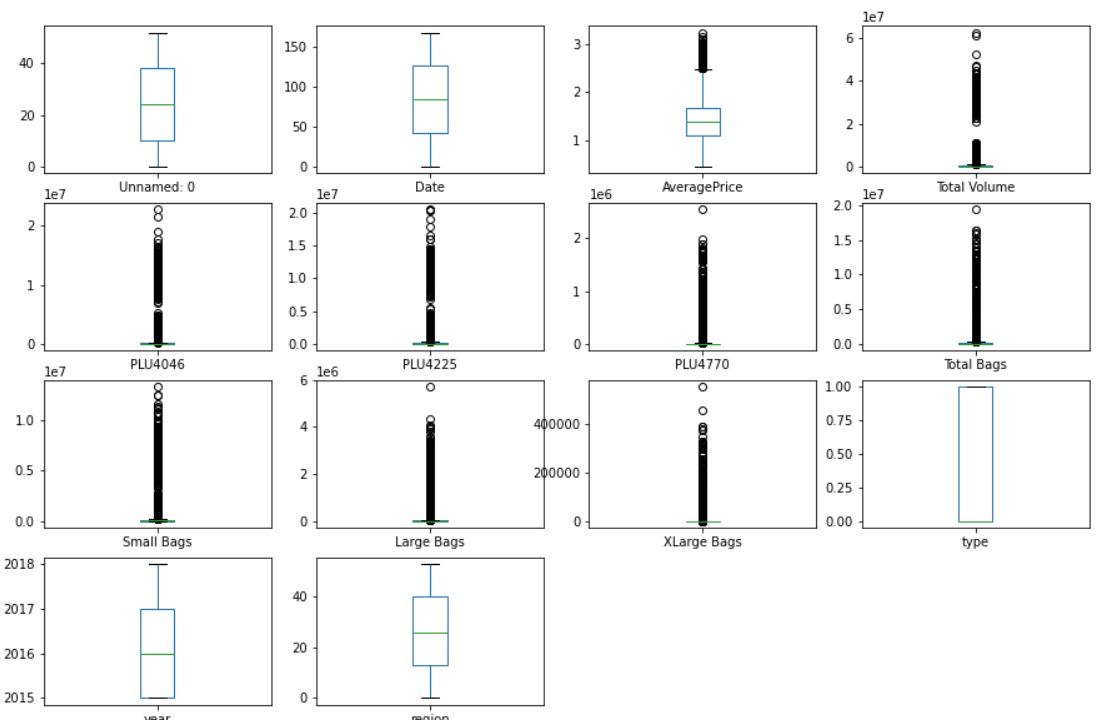 1e7
40
20
0
Unnamed: 0
150
100
50
0
Date
3
2
1
AveragePrice
6
4
2
0
Total Volume
1e7
2
1
0
PLU4046
1e7
2.0
1.5
1.0
0.5
0.0
PLU4225
1e6
2
1
0
PLU4770
1e7
2.0
1.5
1.0
0.5
0.0
Total Bags
1e7
1.0
0.5
0.0
Small Bags
1e6
6
4
2
0
Large Bags
400000
200000
0
XLarge Bags
1.00
0.75
0.50
0.25
0.00
type
2018
2017
2016
2015
year
40
20
0
region